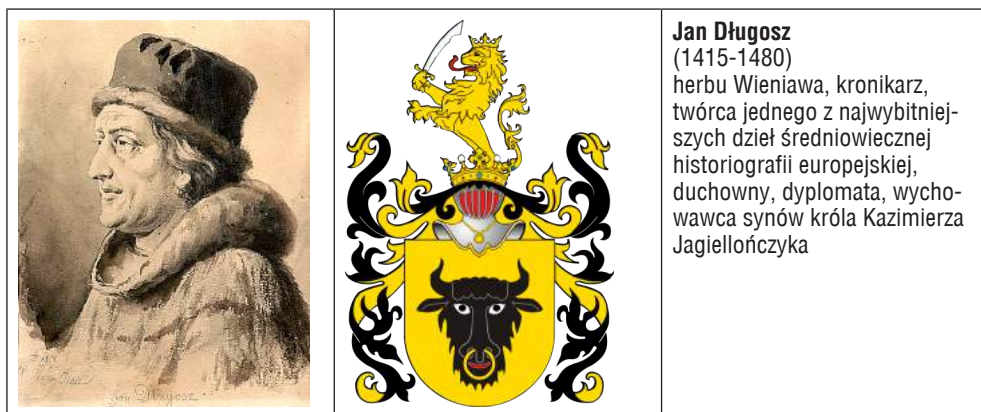 Jan Długosz
Jan Długosz
(1415-1480)
herbu Wieniawa, kronikarz,
twórca jednego z najwybitniej-
szych dzieł średniowiecznej
historiografii europejskiej,
duchowny, dyplomata, wycho-
wawca synów króla Kazimierza
Jagiellończyka